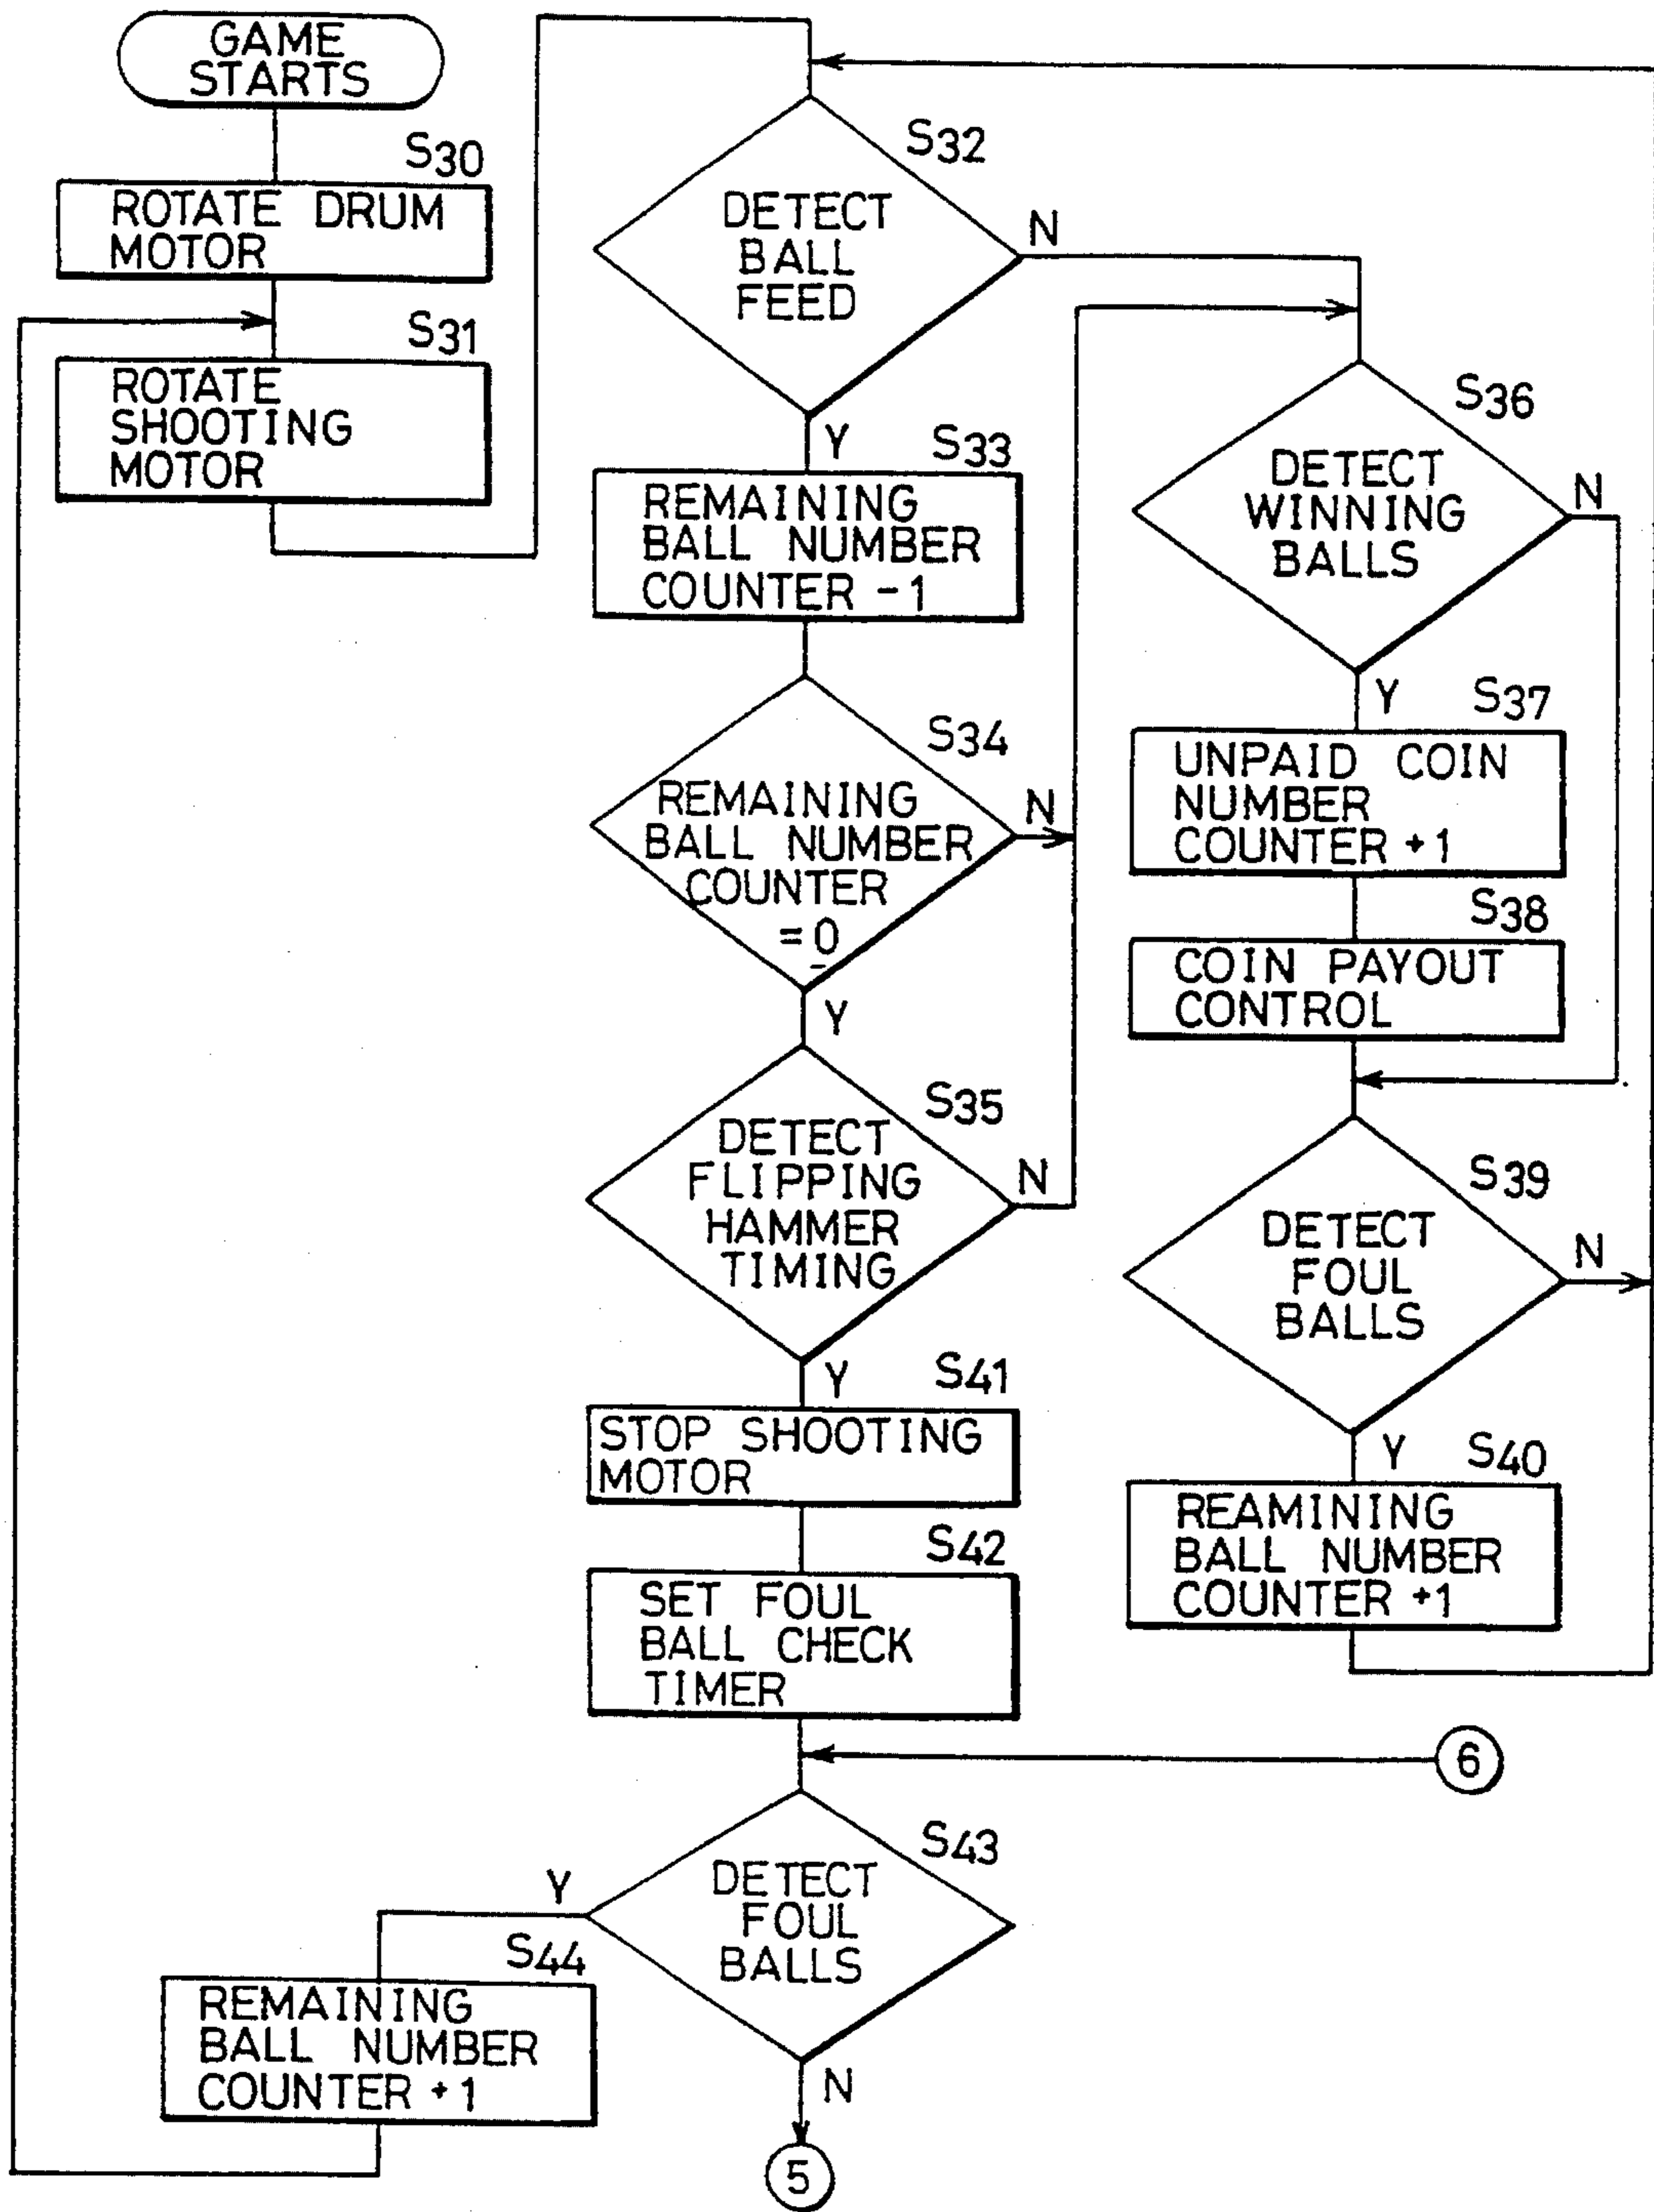 GAME
STARTS
S30
ROTATE DRUM
MOTOR
S31
ROTATE
SHOOTING
MOTOR
S32
DETECT
BALL
FEED
N
Y
S33
REMAINING
BALL NUMBER
COUNTER -1
S34
REMAINING
BALL NUMBER
COUNTER
=0
N
Y
S35
DETECT
FLIPPING
HAMMER
TIMING
N
Y
S36
DETECT
WINNING
BALLS
N
Y
S37
UNPAID COIN
NUMBER
COUNTER +1
S38
COIN PAYOUT
CONTROL
S39
DETECT
FOUL
BALLS
N
Y
S40
REAMINING
BALL NUMBER
COUNTER +1
S41
STOP SHOOTING
MOTOR
S42
SET FOUL
BALL CHECK
TIMER
6
S43
DETECT
FOUL
BALLS
Y
N
S44
REMAINING
BALL NUMBER
COUNTER +1
5